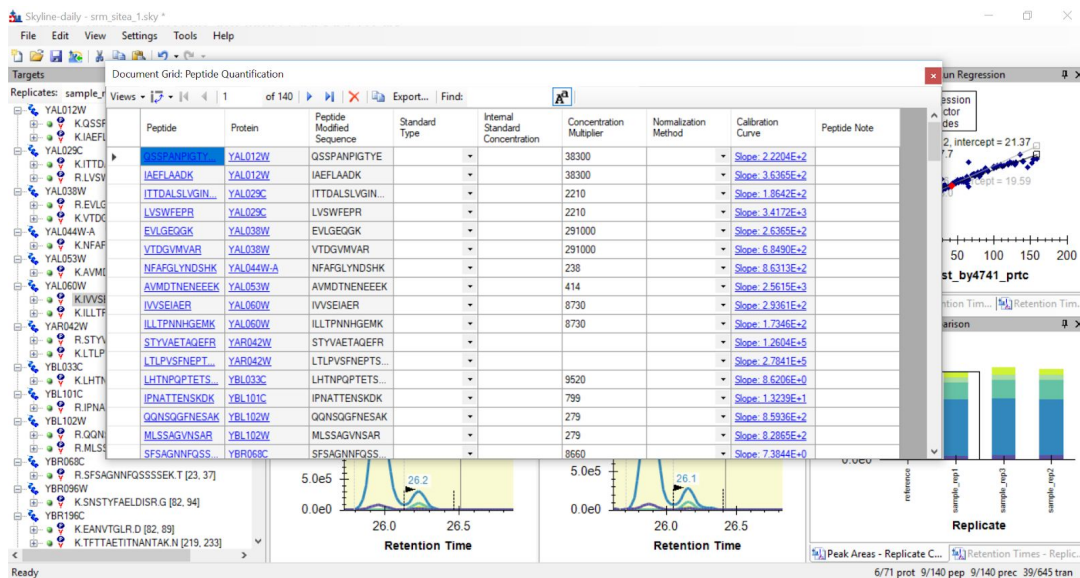 Skyline-daily - srm_sitea_1.sky *
File Edit View Settings Tools Help
Targets
Replicates: sample_r
YAL012W
K.QSSF
K.IAEFL
YAL029C
K.ITTD
R.LVSV
YAL038W
R.EVLG
K.VTDG
YAL044W-A
K.NFAF
YAL053W
K.AVMD
YAL060W
K.IVVSI
K.ILLTF
YAR042W
R.STYV
K.LTLP
YBL033C
K.LHTN
YBL101C
R.IPNA
YBL102W
R.QQN
R.MLSS
YBR068C
R.SFSAGNNFQSSSSEK.T [23, 37]
YBR096W
K.SNSTYFAELDISR.G [82, 94]
YBR196C
K.EANVTGLR.D [82, 89]
K.TFTTAETITNANTAK.N [219, 233]
Document Grid: Peptide Quantification
Views 1 of 140 Export... Find:
Peptide Protein Peptide Modified Sequence Standard Type Internal Standard Concentration Concentration Multiplier Normalization Method Calibration Curve Peptide Note
QSSPANPIGTY... YAL012W QSSPANPIGTYE 38300 Slope: 2.2204E+2
IAEFLAADK YAL012W IAEFLAADK 38300 Slope: 3.6365E+2
ITTDALSLVGIN... YAL029C ITTDALSLVGIN... 2210 Slope: 1.8642E+2
LVSWFEPR YAL029C LVSWFEPR 2210 Slope: 3.4172E+3
EVLGEQGK YAL038W EVLGEQGK 291000 Slope: 2.6365E+2
VTDGVMVAR YAL038W VTDGVMVAR 291000 Slope: 6.8490E+2
NFAFGLYNDSHK YAL044W-A NFAFGLYNDSHK 238 Slope: 8.6313E+2
AVMDTNENEEEK YAL053W AVMDTNENEEEK 414 Slope: 2.5615E+3
IVVSEIAER YAL060W IVVSEIAER 8730 Slope: 2.9361E+2
ILLTPNNHGEMK YAL060W ILLTPNNHGEMK 8730 Slope: 1.7346E+2
STYVAETAQEFR YAR042W STYVAETAQEFR Slope: 1.2604E+5
LTLPVSFNEPT... YAR042W LTLPVSFNEPTS... Slope: 2.7841E+5
LHTNPQPTETS... YBL033C LHTNPQPTETS... 9520 Slope: 8.6206E+0
IPNATTENSKDK YBL101C IPNATTENSKDK 799 Slope: 1.3239E+1
QQNSQGFNESAK YBL102W QQNSQGFNESAK 279 Slope: 8.5936E+2
MLSSAGVNSAR YBL102W MLSSAGVNSAR 279 Slope: 8.2865E+2
SFSAGNNFQSS... YBR068C SFSAGNNFQSS... 8660 Slope: 7.3844E+0
un Regression
ession
ctor
des
2, intercept = 21.37
7.7
cept = 19.59
50 100 150 200
st_by4741_prtc
ntion Tim... Retention Tim...
arison
0.0e0
reference sample_rep1 sample_rep3 sample_rep2
Replicate
Peak Areas - Replicate C... Retention Times - Replic...
5.0e5
0.0e0
26.2
26.0 26.5
Retention Time
5.0e5
0.0e0
26.1
26.0 26.5
Retention Time
Ready
6/71 prot 9/140 pep 9/140 prec 39/645 tran